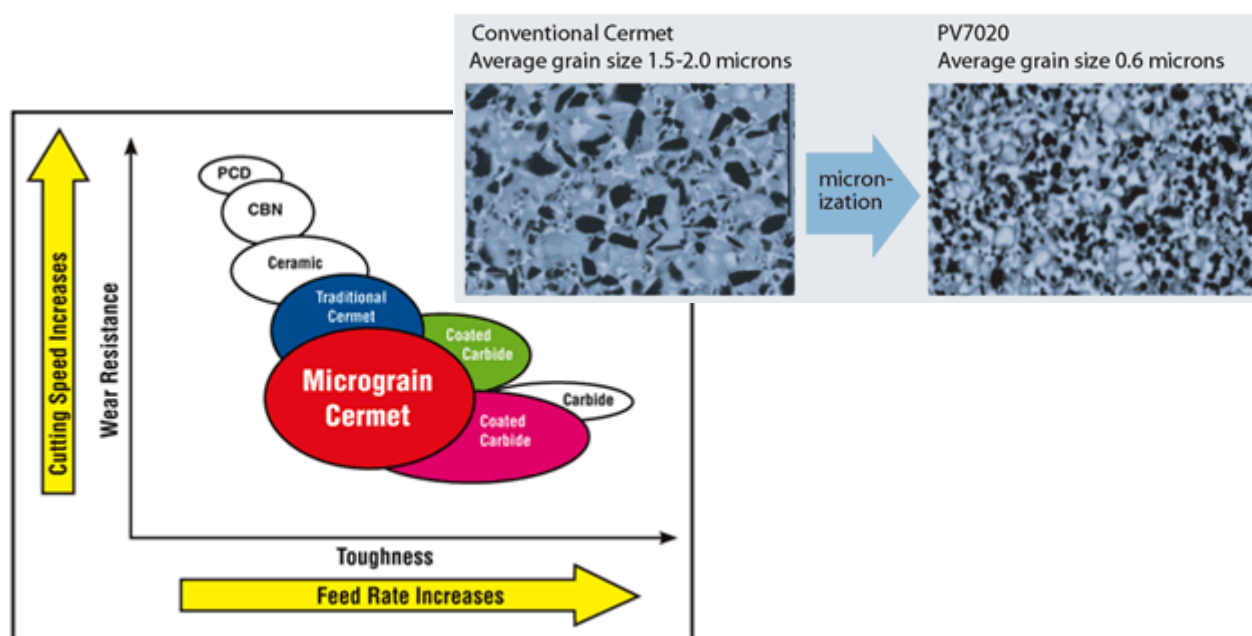 Conventional Cermet
Average grain size 1.5-2.0 microns
PV7020
Average grain size 0.6 microns
micron-
ization
Cutting Speed Increases
Wear Resistance
PCD
CBN
Ceramic
Traditional
Cermet
Coated
Carbide
Micrograin
Cermet
Carbide
Coated
Carbide
Toughness
Feed Rate Increases